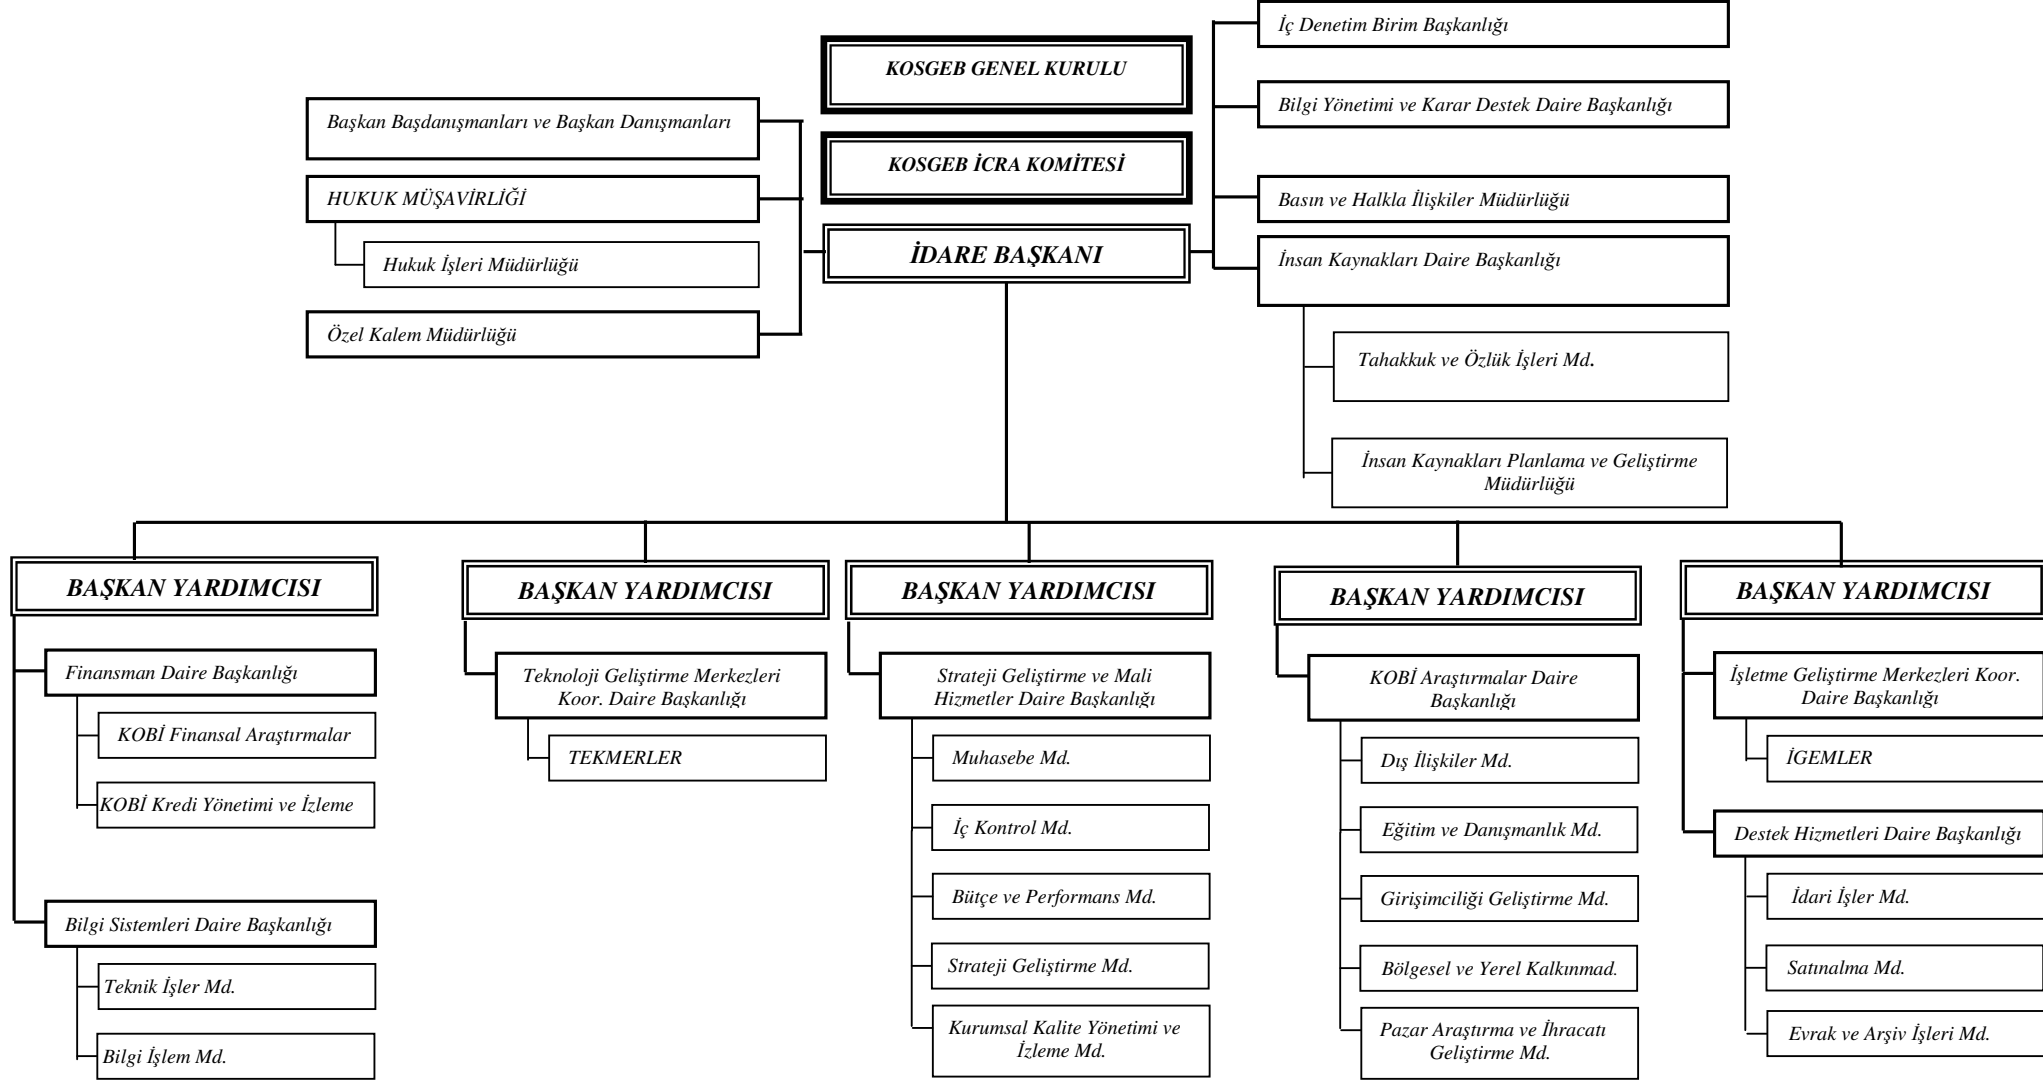 KOSGEB GENEL KURULU
KOSGEB İCRA KOMİTESİ
İDARE BAŞKANI
Başkan Başdanışmanları ve Başkan Danışmanları
HUKUK MÜŞAVİRLİĞİ
Hukuk İşleri Müdürlüğü
Özel Kalem Müdürlüğü
İç Denetim Birim Başkanlığı
Bilgi Yönetimi ve Karar Destek Daire Başkanlığı
Basın ve Halkla İlişkiler Müdürlüğü
İnsan Kaynakları Daire Başkanlığı
Tahakkuk ve Özlük İşleri Md.
İnsan Kaynakları Planlama ve Geliştirme
Müdürlüğü
BAŞKAN YARDIMCISI
Finansman Daire Başkanlığı
KOBİ Finansal Araştırmalar
KOBİ Kredi Yönetimi ve İzleme
Bilgi Sistemleri Daire Başkanlığı
Teknik İşler Md.
Bilgi İşlem Md.
BAŞKAN YARDIMCISI
Teknoloji Geliştirme Merkezleri
Koor. Daire Başkanlığı
TEKMERLER
BAŞKAN YARDIMCISI
Strateji Geliştirme ve Mali
Hizmetler Daire Başkanlığı
Muhasebe Md.
İç Kontrol Md.
Bütçe ve Performans Md.
Strateji Geliştirme Md.
Kurumsal Kalite Yönetimi ve
İzleme Md.
BAŞKAN YARDIMCISI
KOBİ Araştırmalar Daire
Başkanlığı
Dış İlişkiler Md.
Eğitim ve Danışmanlık Md.
Girişimciliği Geliştirme Md.
Bölgesel ve Yerel Kalkınmad.
Pazar Araştırma ve İhracatı
Geliştirme Md.
BAŞKAN YARDIMCISI
İşletme Geliştirme Merkezleri Koor.
Daire Başkanlığı
İGEMLER
Destek Hizmetleri Daire Başkanlığı
İdari İşler Md.
Satınalma Md.
Evrak ve Arşiv İşleri Md.